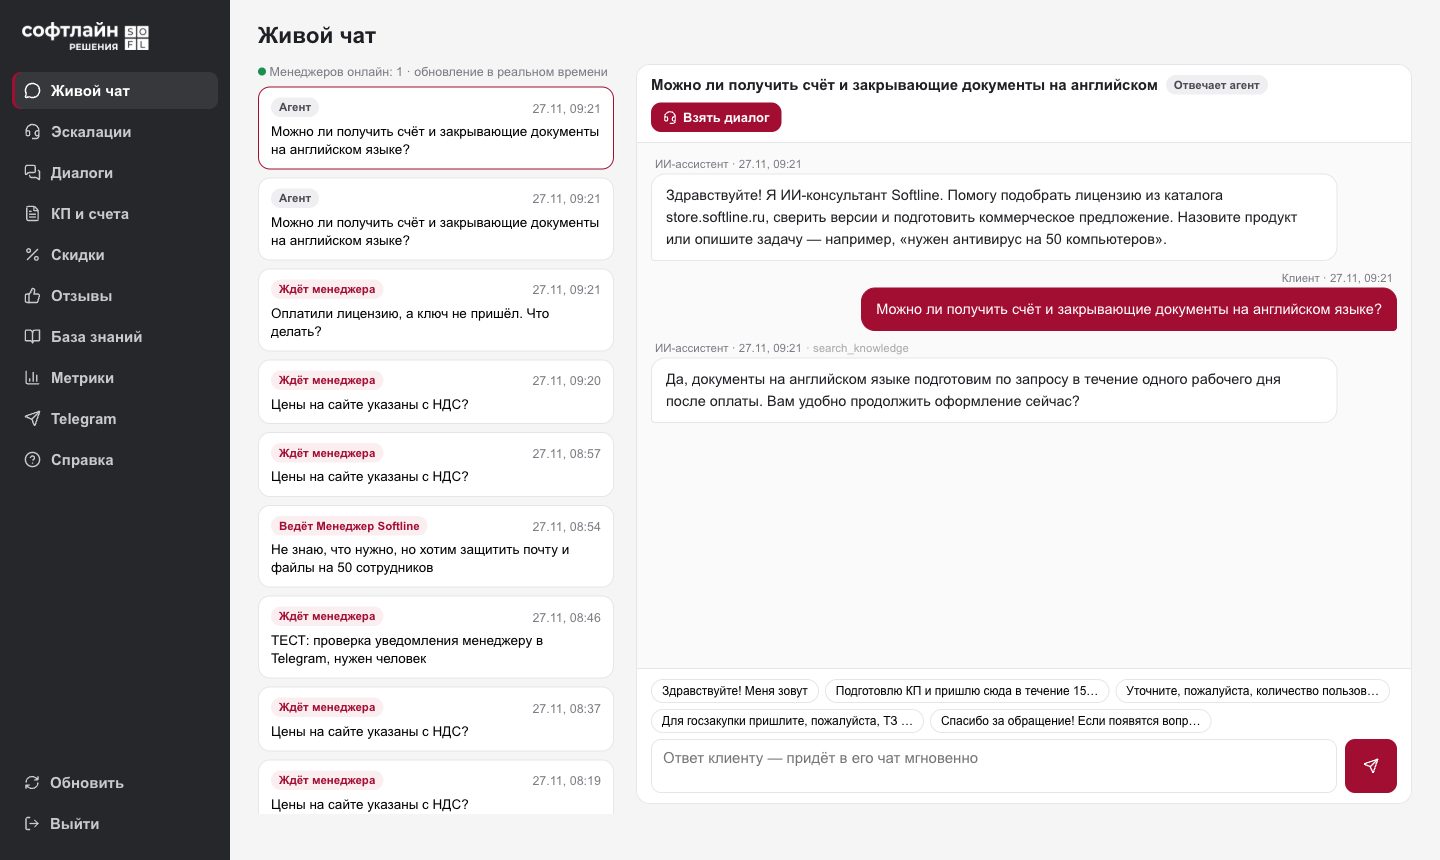 софтлайн SOFL
РЕШЕНИЯ
Живой чат
Эскалации
Диалоги
КП и счета
Скидки
Отзывы
База знаний
Метрики
Telegram
Справка
Обновить
Выйти
Живой чат
Менеджеров онлайн: 1 · обновление в реальном времени
Агент 27.11, 09:21
Можно ли получить счёт и закрывающие документы
на английском языке?
Агент 27.11, 09:21
Можно ли получить счёт и закрывающие документы
на английском языке?
Ждёт менеджера 27.11, 09:21
Оплатили лицензию, а ключ не пришёл. Что
делать?
Ждёт менеджера 27.11, 09:20
Цены на сайте указаны с НДС?
Ждёт менеджера 27.11, 08:57
Цены на сайте указаны с НДС?
Ведёт Менеджер Softline 27.11, 08:54
Не знаю, что нужно, но хотим защитить почту и
файлы на 50 сотрудников
Ждёт менеджера 27.11, 08:46
ТЕСТ: проверка уведомления менеджеру в
Telegram, нужен человек
Ждёт менеджера 27.11, 08:37
Цены на сайте указаны с НДС?
Ждёт менеджера 27.11, 08:19
Цены на сайте указаны с НДС?
Можно ли получить счёт и закрывающие документы на английском Отвечает агент
Взять диалог
ИИ-ассистент · 27.11, 09:21
Здравствуйте! Я ИИ-консультант Softline. Помогу подобрать лицензию из каталога
store.softline.ru, сверить версии и подготовить коммерческое предложение. Назовите продукт
или опишите задачу — например, «нужен антивирус на 50 компьютеров».
Клиент · 27.11, 09:21
Можно ли получить счёт и закрывающие документы на английском языке?
ИИ-ассистент · 27.11, 09:21 · search_knowledge
Да, документы на английском языке подготовим по запросу в течение одного рабочего дня
после оплаты. Вам удобно продолжить оформление сейчас?
Здравствуйте! Меня зовут Подготовлю КП и пришлю сюда в течение 15… Уточните, пожалуйста, количество пользов…
Для госзакупки пришлите, пожалуйста, ТЗ … Спасибо за обращение! Если появятся вопр…
Ответ клиенту — придёт в его чат мгновенно